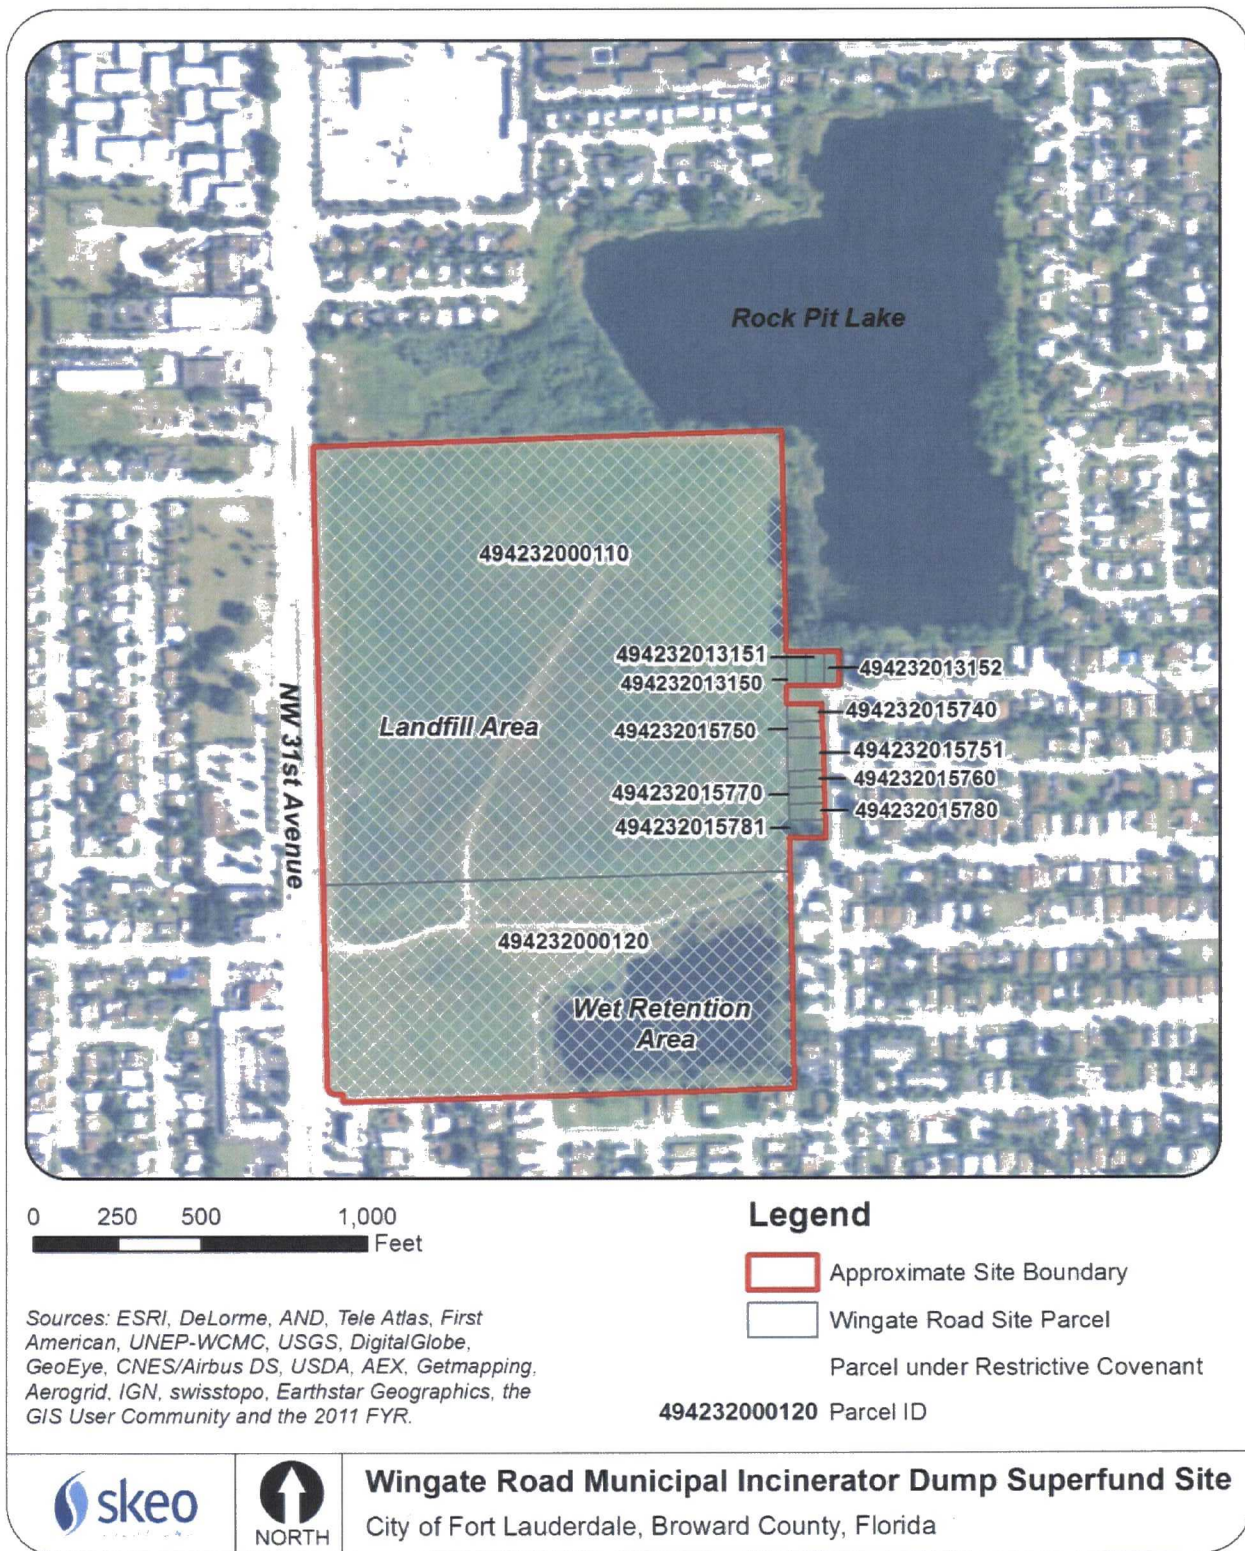 Rock Pit Lake
494232000110
494232013151
494232013152
494232013150
494232015740
Landfill Area
494232015750
494232015751
494232015760
494232015770
494232015780
494232015781
NW 31st Avenue
494232000120
Wet Retention
Area
0 250 500 1,000
Feet
Legend
Approximate Site Boundary
Wingate Road Site Parcel
Parcel under Restrictive Covenant
494232000120 Parcel ID
Sources: ESRI, DeLorme, AND, Tele Atlas, First
American, UNEP-WCMC, USGS, DigitalGlobe,
GeoEye, CNES/Airbus DS, USDA, AEX, Getmapping,
Aerogrid, IGN, swisstopo, Earthstar Geographics, the
GIS User Community and the 2011 FYR.
skeo
NORTH
Wingate Road Municipal Incinerator Dump Superfund Site
City of Fort Lauderdale, Broward County, Florida